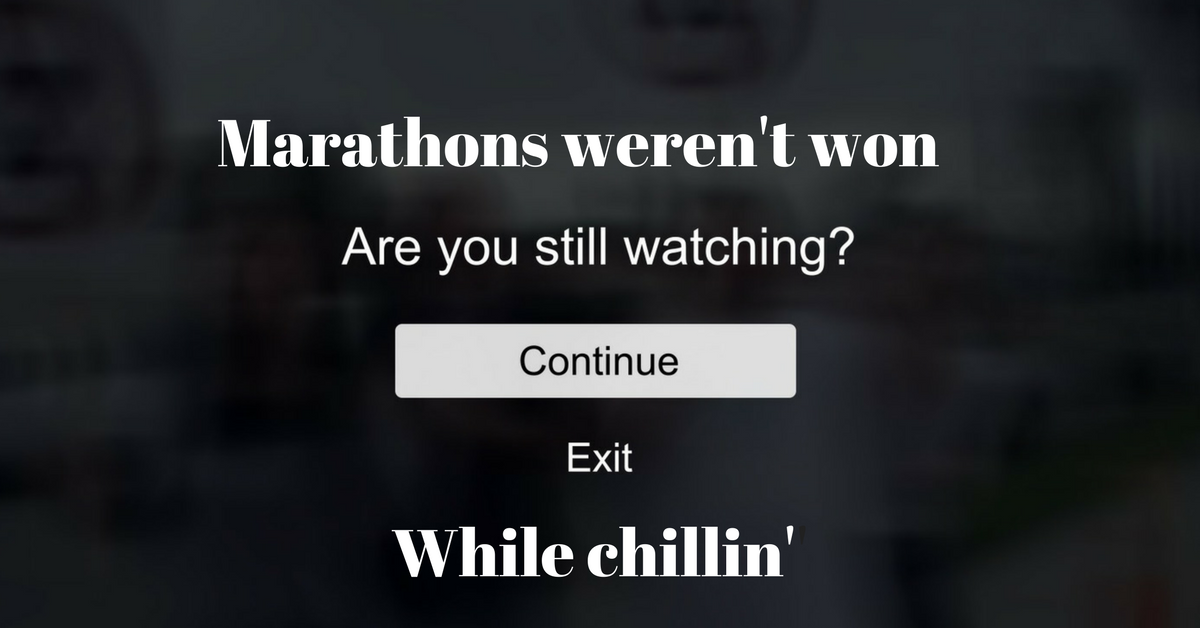 Marathons weren't won
Are you still watching?
Continue
Exit
While chillin'